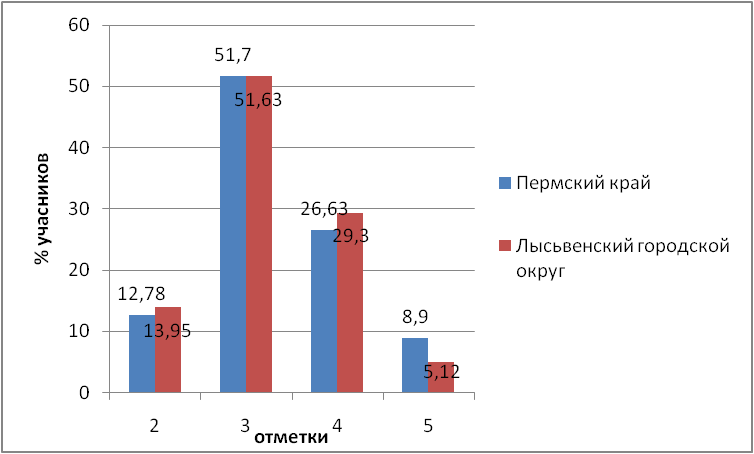 60
50
40
30
20
10
0
% учасников
51,7
51,63
26,63
29,3
12,78
13,95
8,9
5,12
2 3 4 5
отметки
Пермский край
Лысьвенский городской
округ